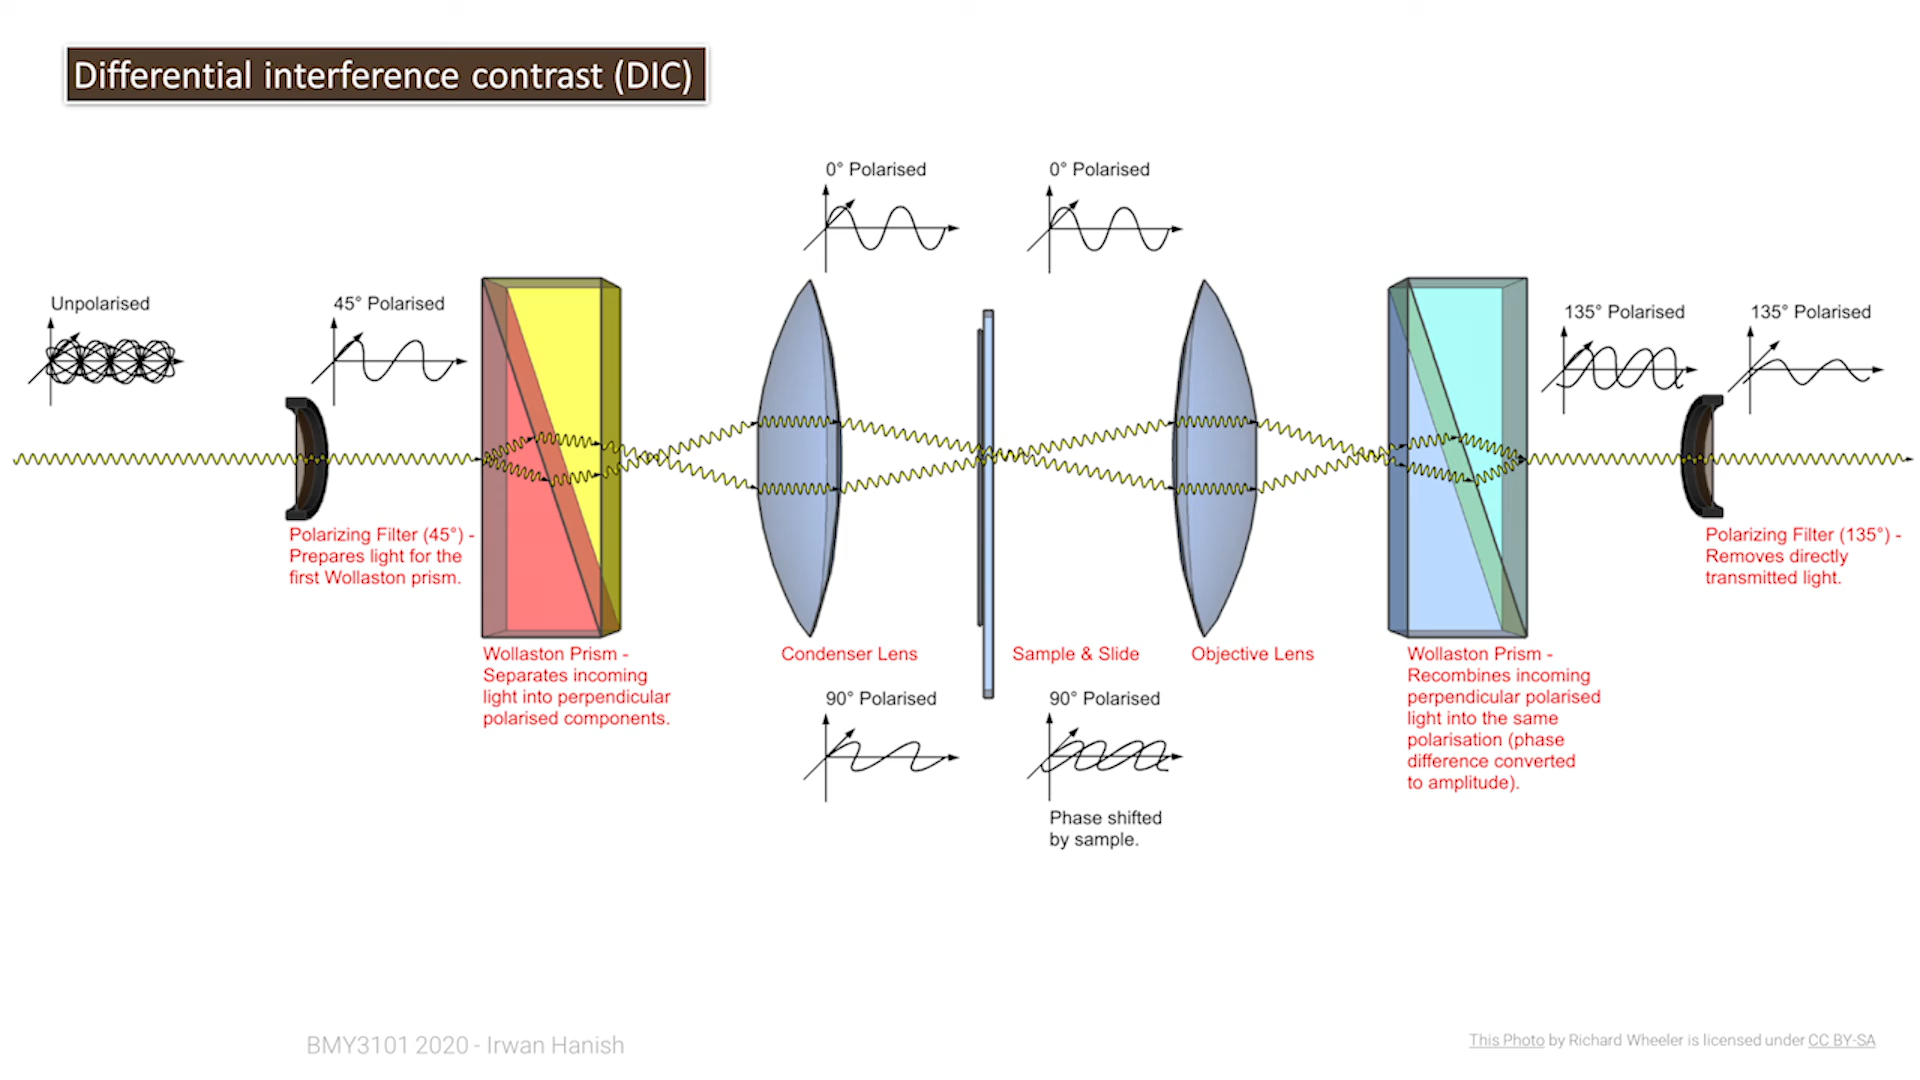 Differential interference contrast (DIC)
0° Polarised
0° Polarised
Unpolarised
45° Polarised
135° Polarised
135° Polarised
Polarizing Filter (45°) -
Prepares light for the
first Wollaston prism.
Polarizing Filter (135°) -
Removes directly
transmitted light.
Wollaston Prism -
Separates incoming
light into perpendicular
polarised components.
Condenser Lens
Sample & Slide
Objective Lens
Wollaston Prism -
Recombines incoming
perpendicular polarised
light into the same
polarisation (phase
difference converted
to amplitude).
90° Polarised
90° Polarised
Phase shifted
by sample.
BMY3101 2020 - Irwan Hanish
This Photo by Richard Wheeler is licensed under CC BY-SA